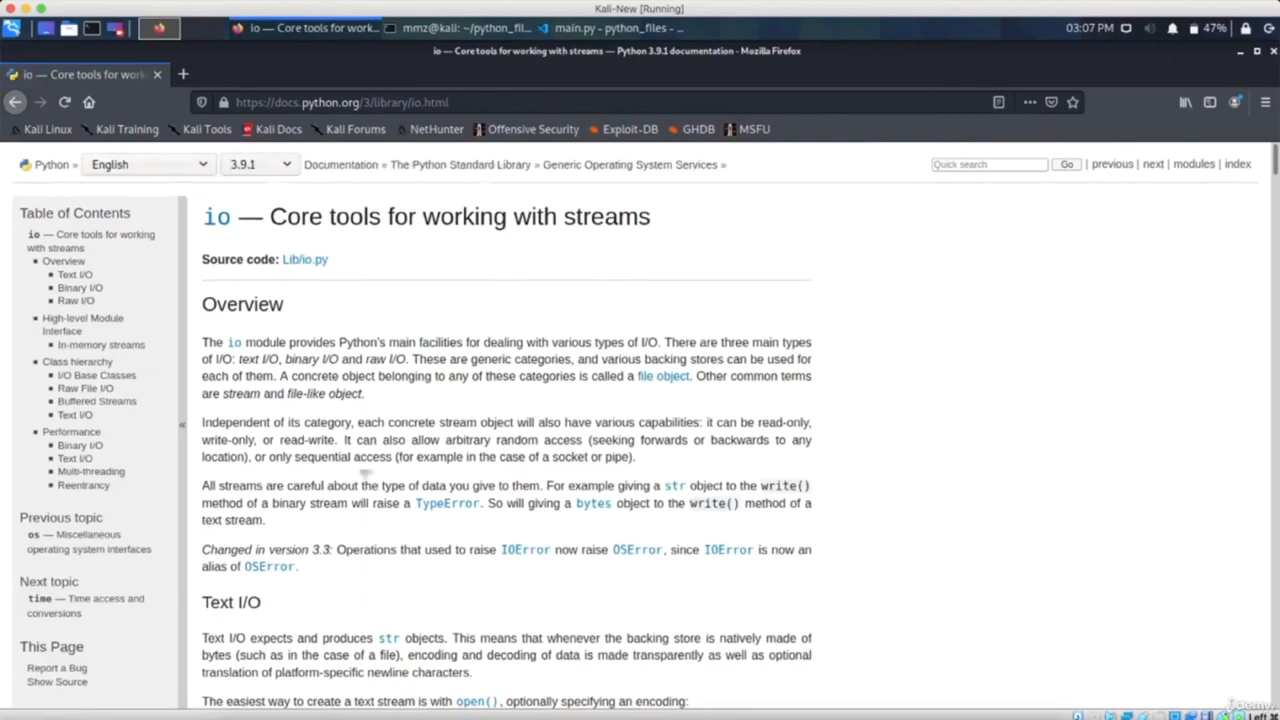 Kali-New [Running]
io — Core tools for work...
mmz@kali: ~/python_fil...
main.py - python_files - ...
03:07 PM
47%
io — Core tools for working with streams — Python 3.9.1 documentation - Mozilla Firefox
io — Core tools for work
https://docs.python.org/3/library/io.html
Kali Linux
Kali Training
Kali Tools
Kali Docs
Kali Forums
NetHunter
Offensive Security
Exploit-DB
GHDB
MSFU
Python »
English
3.9.1
Documentation » The Python Standard Library » Generic Operating System Services »
Quick search
Go
| previous | next | modules | index
Table of Contents
io — Core tools for working
with streams
Overview
Text I/O
Binary I/O
Raw I/O
High-level Module
Interface
In-memory streams
Class hierarchy
I/O Base Classes
Raw File I/O
Buffered Streams
Text I/O
Performance
Binary I/O
Text I/O
Multi-threading
Reentrancy
Previous topic
os — Miscellaneous
operating system interfaces
Next topic
time — Time access and
conversions
This Page
Report a Bug
Show Source
«
io — Core tools for working with streams
Source code: Lib/io.py
Overview
The io module provides Python's main facilities for dealing with various types of I/O. There are three main types
of I/O: text I/O, binary I/O and raw I/O. These are generic categories, and various backing stores can be used for
each of them. A concrete object belonging to any of these categories is called a file object. Other common terms
are stream and file-like object.
Independent of its category, each concrete stream object will also have various capabilities: it can be read-only,
write-only, or read-write. It can also allow arbitrary random access (seeking forwards or backwards to any
location), or only sequential access (for example in the case of a socket or pipe).
All streams are careful about the type of data you give to them. For example giving a str object to the write()
method of a binary stream will raise a TypeError. So will giving a bytes object to the write() method of a
text stream.
Changed in version 3.3: Operations that used to raise IOError now raise OSError, since IOError is now an
alias of OSError.
Text I/O
Text I/O expects and produces str objects. This means that whenever the backing store is natively made of
bytes (such as in the case of a file), encoding and decoding of data is made transparently as well as optional
translation of platform-specific newline characters.
The easiest way to create a text stream is with open(), optionally specifying an encoding:
Udemy
Left ⌘